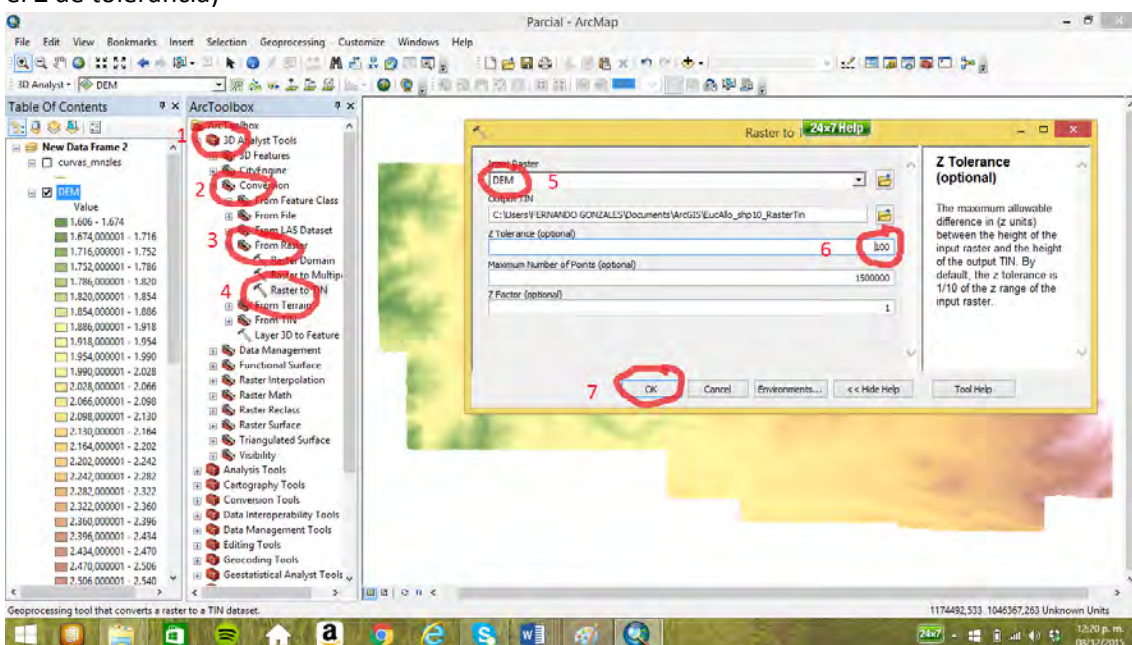 el Z de tolerancia)
Parcial - ArcMap
File Edit View Bookmarks Insert Selection Geoprocessing Customize Windows Help
3D Analyst
DEM
Table Of Contents
New Data Frame 2
curvas_mnzles
DEM
Value
1.606 - 1.674
1.674,000001 - 1.716
1.716,000001 - 1.752
1.752,000001 - 1.786
1.786,000001 - 1.820
1.820,000001 - 1.854
1.854,000001 - 1.886
1.886,000001 - 1.918
1.918,000001 - 1.954
1.954,000001 - 1.990
1.990,000001 - 2.028
2.028,000001 - 2.066
2.066,000001 - 2.098
2.098,000001 - 2.130
2.130,000001 - 2.164
2.164,000001 - 2.202
2.202,000001 - 2.242
2.242,000001 - 2.282
2.282,000001 - 2.322
2.322,000001 - 2.360
2.360,000001 - 2.396
2.396,000001 - 2.434
2.434,000001 - 2.470
2.470,000001 - 2.506
2.506,000001 - 2.540
ArcToolbox
ArcToolbox
1
3D Analyst Tools
3D Features
CityEngine
2
Conversion
From Feature Class
From File
From LAS Dataset
3
From Raster
Raster Domain
Raster to Multip
4
Raster to TIN
From Terrain
From TIN
Layer 3D to Feature
Data Management
Functional Surface
Raster Interpolation
Raster Math
Raster Reclass
Raster Surface
Triangulated Surface
Visibility
Analysis Tools
Cartography Tools
Conversion Tools
Data Interoperability Tools
Data Management Tools
Editing Tools
Geocoding Tools
Geostatistical Analyst Tools
Raster to
24x7 Help
From Raster
DEM
5
Output TIN
C:\Users\FERNANDO GONZALES\Documents\ArcGIS\EucAllo_shp10_RasterTin
Z Tolerance (optional)
6
100
Maximum Number of Points (optional)
1500000
Z Factor (optional)
1
7
OK
Cancel
Environments...
<< Hide Help
Tool Help
Z Tolerance
(optional)
The maximum allowable
difference in (z units)
between the height of the
input raster and the height
of the output TIN. By
default, the z tolerance is
1/10 of the z range of the
input raster.
Geoprocessing tool that converts a raster to a TIN dataset.
1174492,533 1046367,263 Unknown Units
24x7
12:20 p. m.
08/12/2015